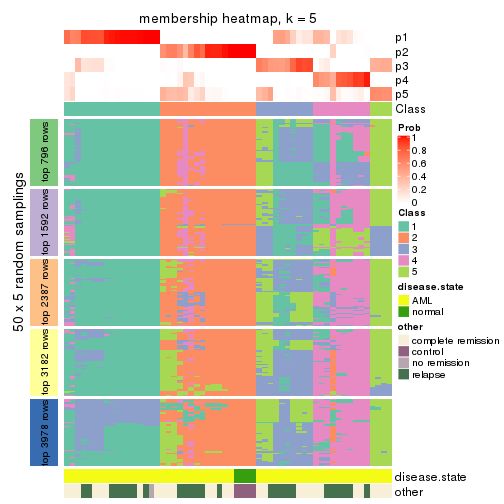 membership heatmap, k = 5
p1
p2
p3
p4
p5
Class
50 x 5 random samplings
top 796 rows
top 1592 rows
top 2387 rows
top 3182 rows
top 3978 rows
disease.state
other
Prob
1
0.8
0.6
0.4
0.2
0
Class
1
2
3
4
5
disease.state
AML
normal
other
complete remission
control
no remission
relapse